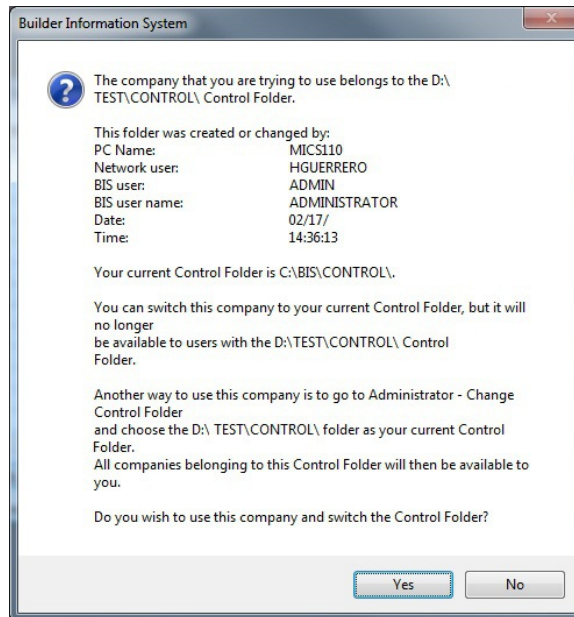 Builder Information System
The company that you are trying to use belongs to the D:\
TEST\CONTROL\ Control Folder.
This folder was created or changed by:
PC Name: MICS110
Network user: HGUERRERO
BIS user: ADMIN
BIS user name: ADMINISTRATOR
Date: 02/17/
Time: 14:36:13
Your current Control Folder is C:\BIS\CONTROL\.
You can switch this company to your current Control Folder, but it will
no longer
be available to users with the D:\TEST\CONTROL\ Control
Folder.
Another way to use this company is to go to Administrator - Change
Control Folder
and choose the D:\ TEST\CONTROL\ folder as your current Control
Folder.
All companies belonging to this Control Folder will then be available to
you.
Do you wish to use this company and switch the Control Folder?
Yes No